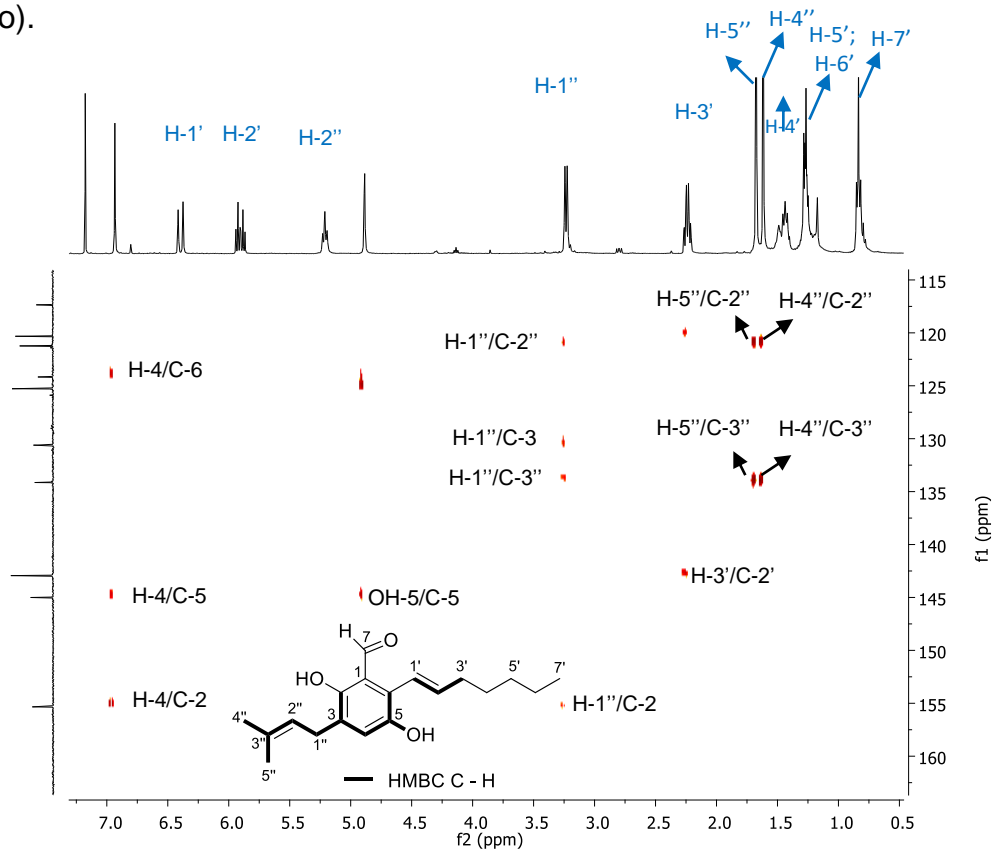 o).
H-5'' H-4'' H-5'; H-7'
H-6'
H-1''
H-3'
H-4'
H-1' H-2' H-2''
H-5''/C-2'' H-4''/C-2''
H-1''/C-2''
H-4/C-6
H-1''/C-3
H-5''/C-3'' H-4''/C-3''
H-1''/C-3''
H-3'/C-2'
H-4/C-5
OH-5/C-5
H-4/C-2
H-1''/C-2
H 7 O
1 1' 3' 5' 7'
HO
4'' 2'' 3 5
3'' 1'' OH
5''
HMBC C - H
115
120
125
130
135
140
145
150
155
160
f1 (ppm)
7.0 6.5 6.0 5.5 5.0 4.5 4.0 3.5 3.0 2.5 2.0 1.5 1.0 0.5
f2 (ppm)